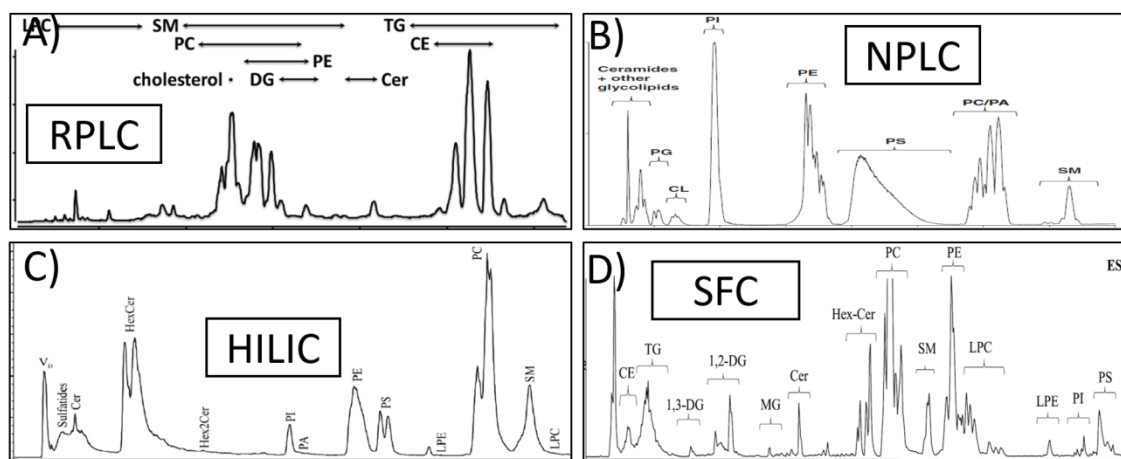 A)
LPC SM TG
PC CE
PE
cholesterol DG Cer
RPLC
B)
NPLC
PI
Ceramides
+ other
glycolipids
PE
PC/PA
PG
PS
CL
SM
C)
HILIC
V_D
Sulfatides
Cer
HexCer
Hex2Cer
PI
PA
PE
PS
LPE
PC
SM
LPC
D)
SFC
ES
PC PE
Hex-Cer
TG
1,2-DG
SM LPC
CE
Cer
1,3-DG
MG
LPE PI PS